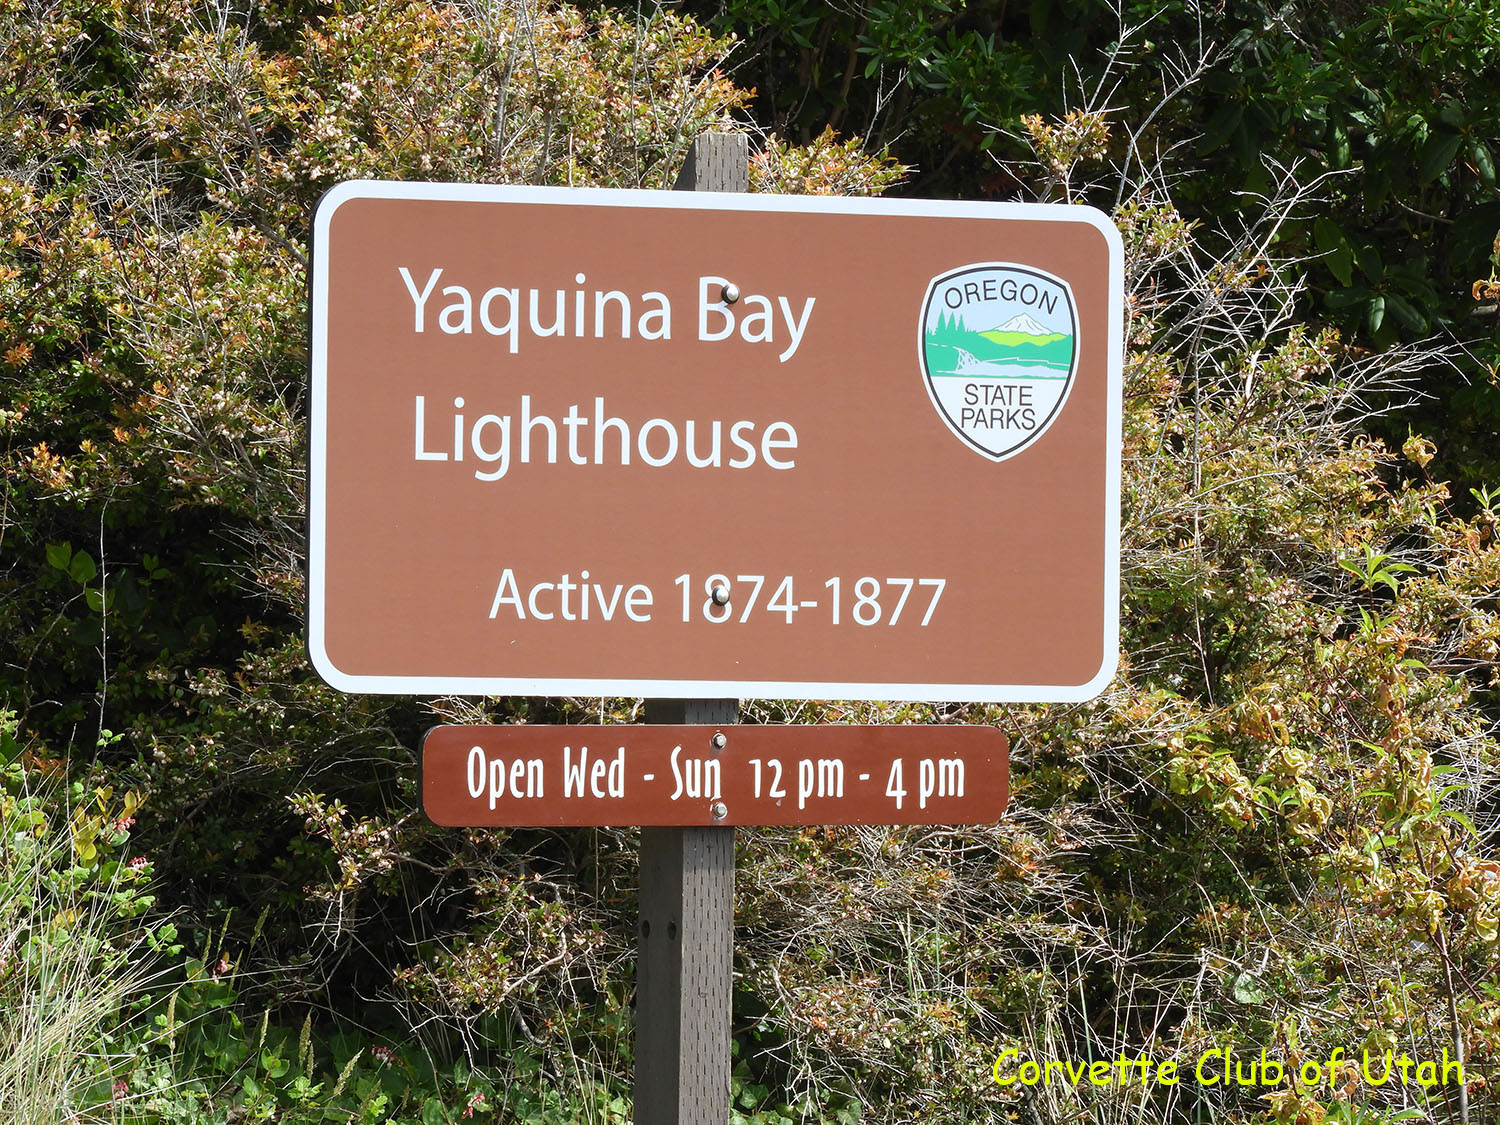 Yaquina Bay
Lighthouse
OREGON
STATE
PARKS
Active 1874-1877
Open Wed - Sun 12 pm - 4 pm
Corvette Club of Utah